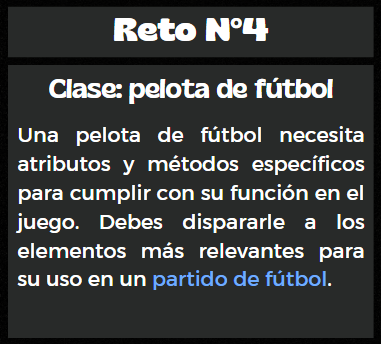 Reto N°4
Clase: pelota de fútbol
Una pelota de fútbol necesita
atributos y métodos específicos
para cumplir con su función en el
juego. Debes dispararle a los
elementos más relevantes para
su uso en un partido de fútbol.